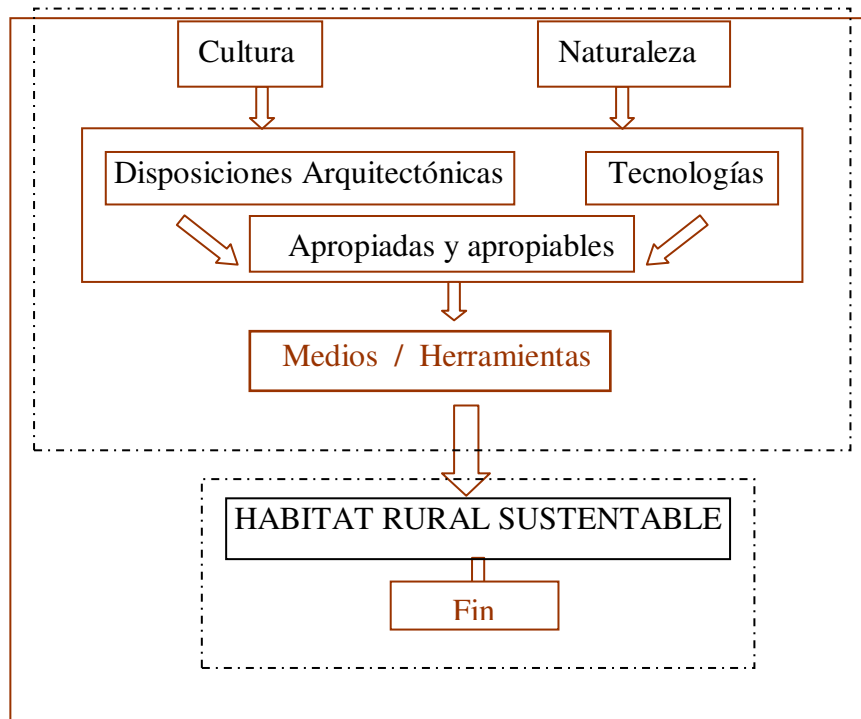 Cultura
Naturaleza
Disposiciones Arquitectónicas
Tecnologías
Apropiadas y apropiables
Medios / Herramientas
HABITAT RURAL SUSTENTABLE
Fin